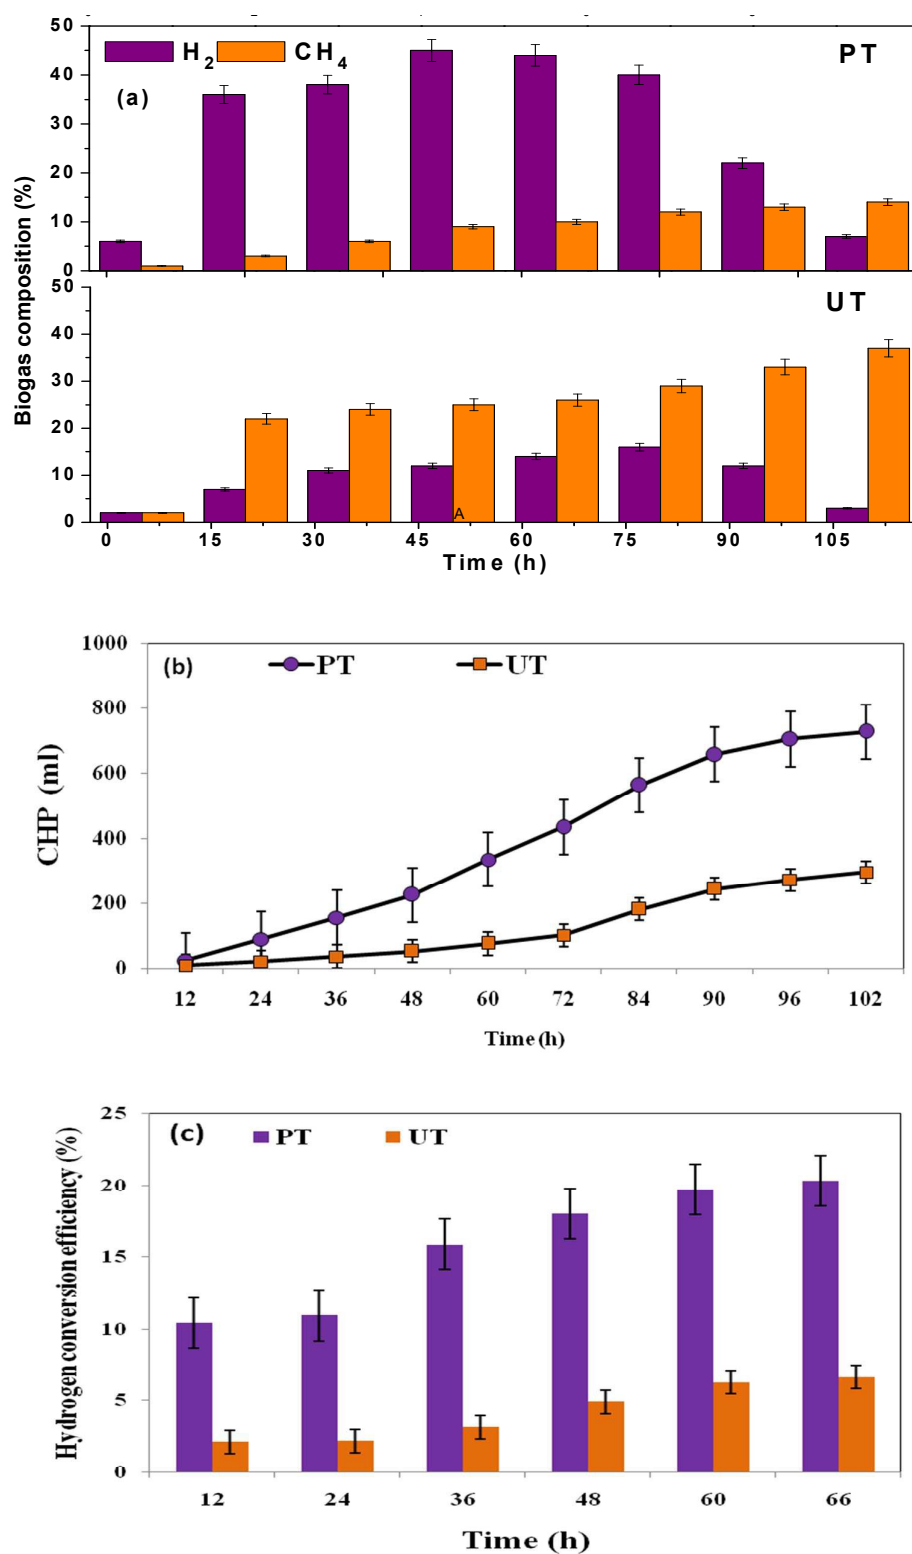 H2 CH4 PT
(a)
50
40
30
20
10
0
UT
50
40
30
20
10
0
Biogas composition (%)
A
0 15 30 45 60 75 90 105
Time (h)
(b) PT UT
1000
800
600
400
200
0
CHP (ml)
12 24 36 48 60 72 84 90 96 102
Time (h)
(c) PT UT
25
20
15
10
5
0
Hydrogen conversion efficiency (%)
12 24 36 48 60 66
Time (h)